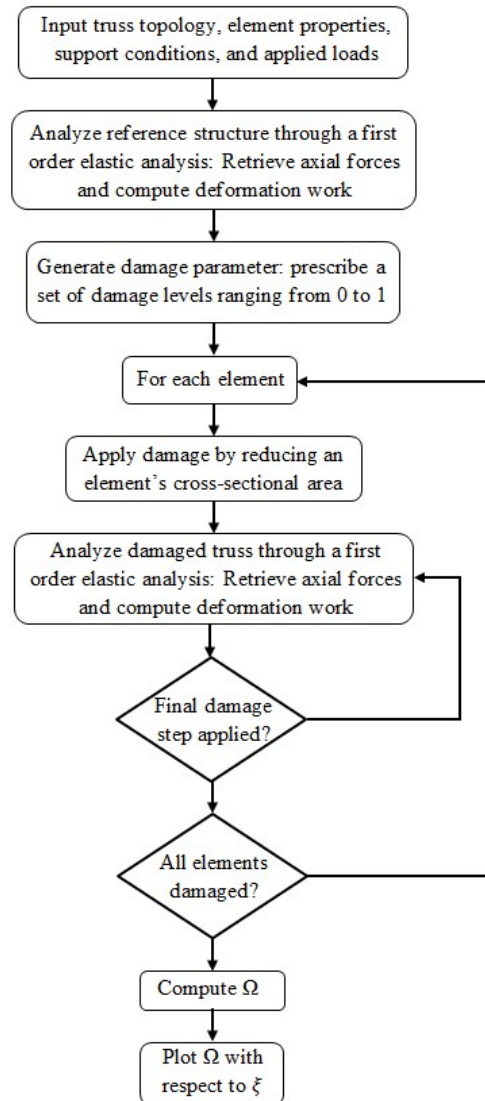 Input truss topology, element properties,
support conditions, and applied loads
Analyze reference structure through a first
order elastic analysis: Retrieve axial forces
and compute deformation work
Generate damage parameter: prescribe a
set of damage levels ranging from 0 to 1
For each element
Apply damage by reducing an
element's cross-sectional area
Analyze damaged truss through a first
order elastic analysis: Retrieve axial forces
and compute deformation work
Final damage
step applied?
All elements
damaged?
Compute Ω
Plot Ω with
respect to ξ